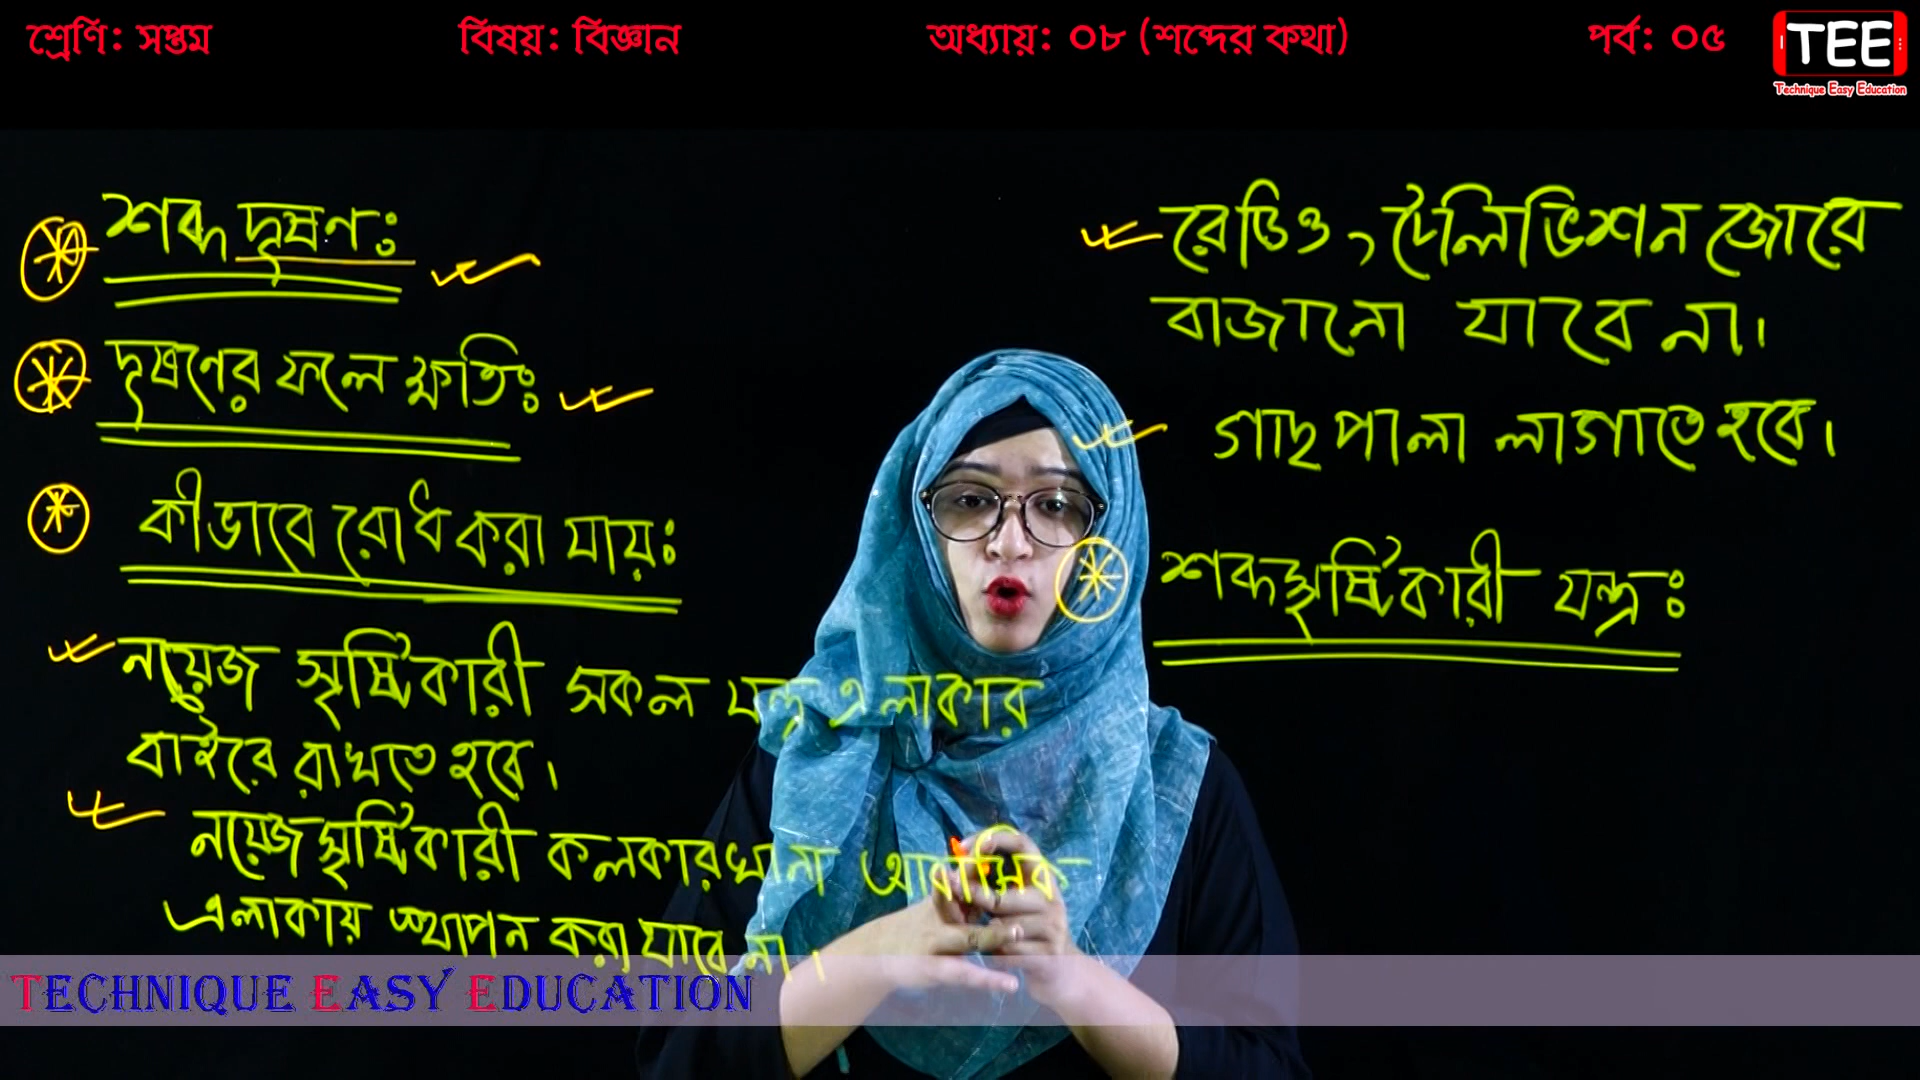 শ্রেণি: সপ্তম
বিষয়: বিজ্ঞান
অধ্যায়: ০৮ (শব্দের কথা)
পর্ব: ০৫
TEE
Technique Easy Education
শব্দ দূষণঃ
দূষণের ফলে ক্ষতিঃ
কীভাবে রোধ করা যায়ঃ
নয়েজ সৃষ্টিকারী সকল যন্ত্র এলাকার
বাইরে রাখতে হবে।
নয়েজ সৃষ্টিকারী কলকারখানা আবাসিক
এলাকায় স্থাপন করা যাবে না।
রেডিও, টেলিভিশন জোরে
বাজানো যাবে না।
গাছপালা লাগাতে হবে।
শব্দসৃষ্টিকারী যন্ত্রঃ
TECHNIQUE EASY EDUCATION